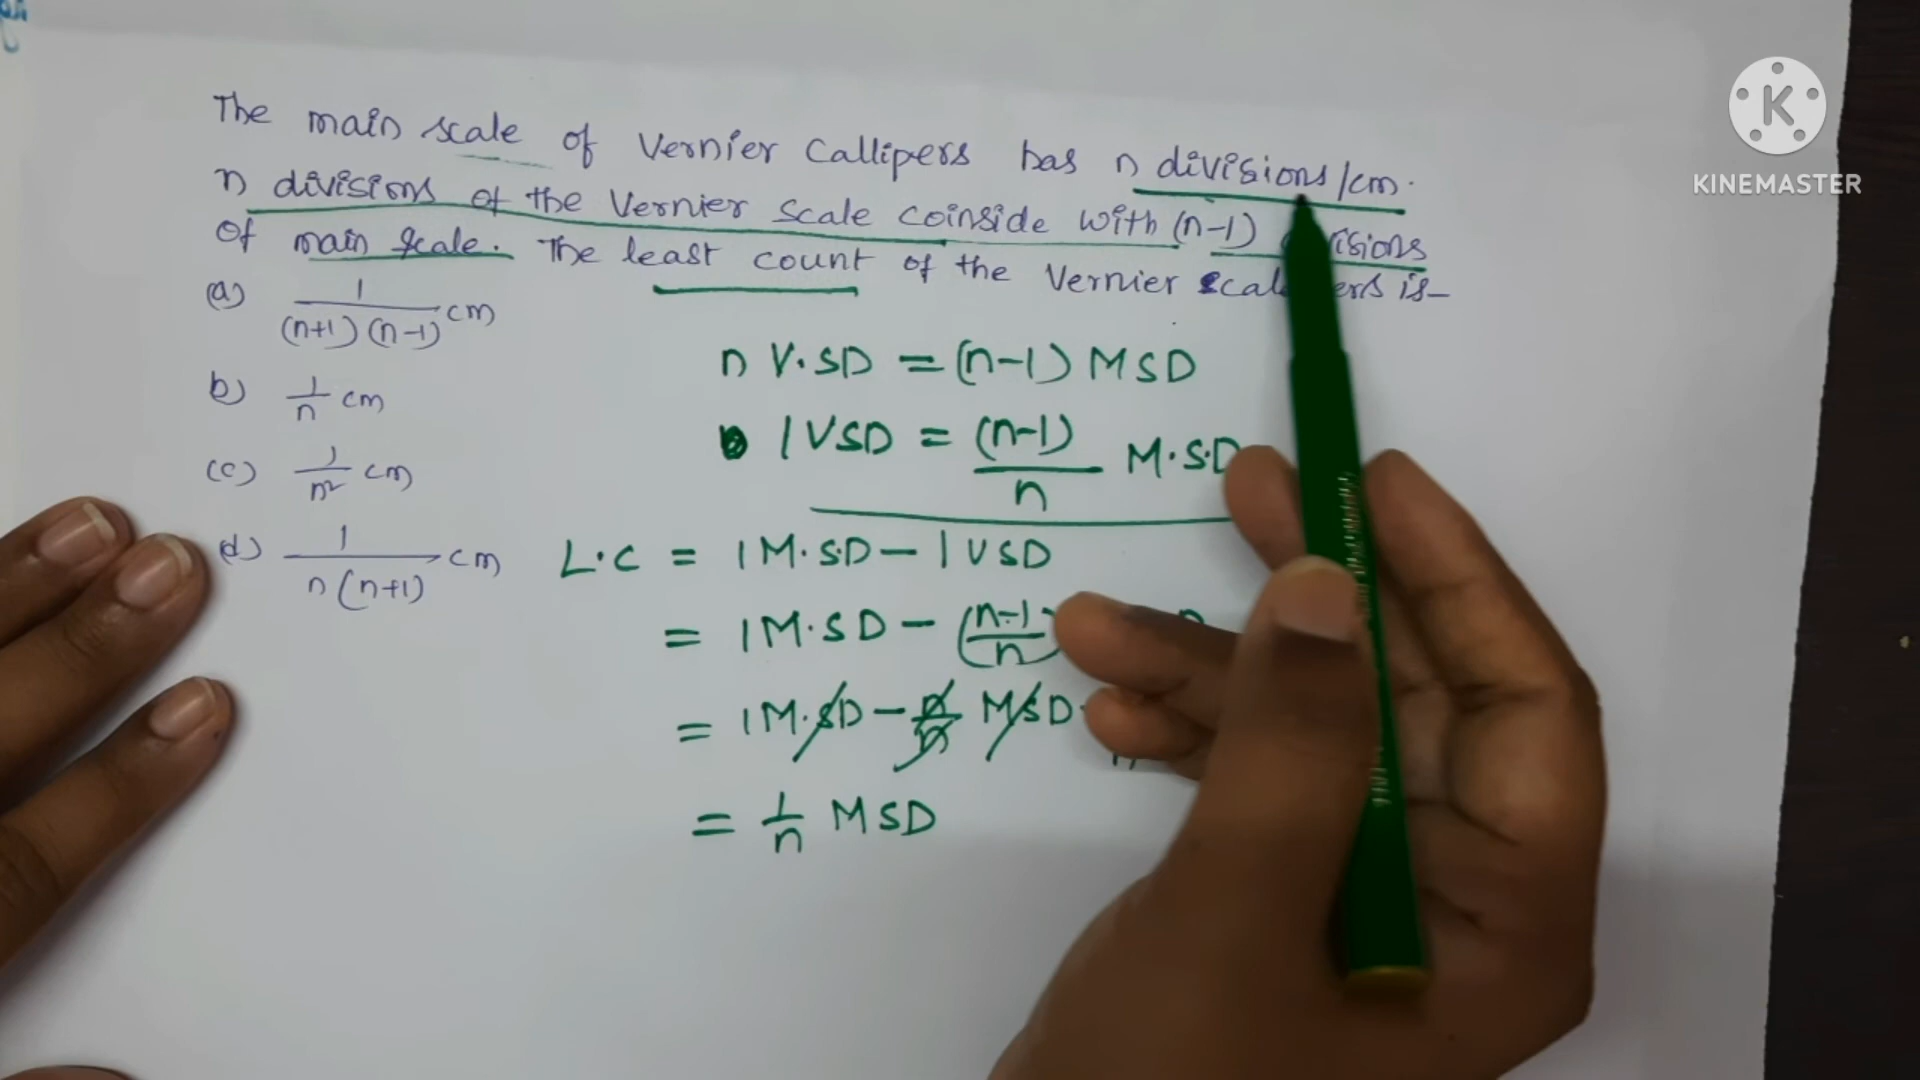 The main scale of Vernier Callipers has n divisions/cm.
n divisions of the Vernier scale coinside with (n-1)
of main scale. The least count of the Vernier is-
(a) 1/(n+1)(n-1) cm
b) 1/n cm
(c) 1/n² cm
(d) 1/n(n+1) cm
n V.SD = (n-1) MSD
1 VSD = (n-1)/n M.S.D
L.C = 1 M.SD - 1 VSD
= 1 M.SD - (n-1/n)
= 1 M.SD - n/n MSD
= 1/n MSD
K
KINEMASTER